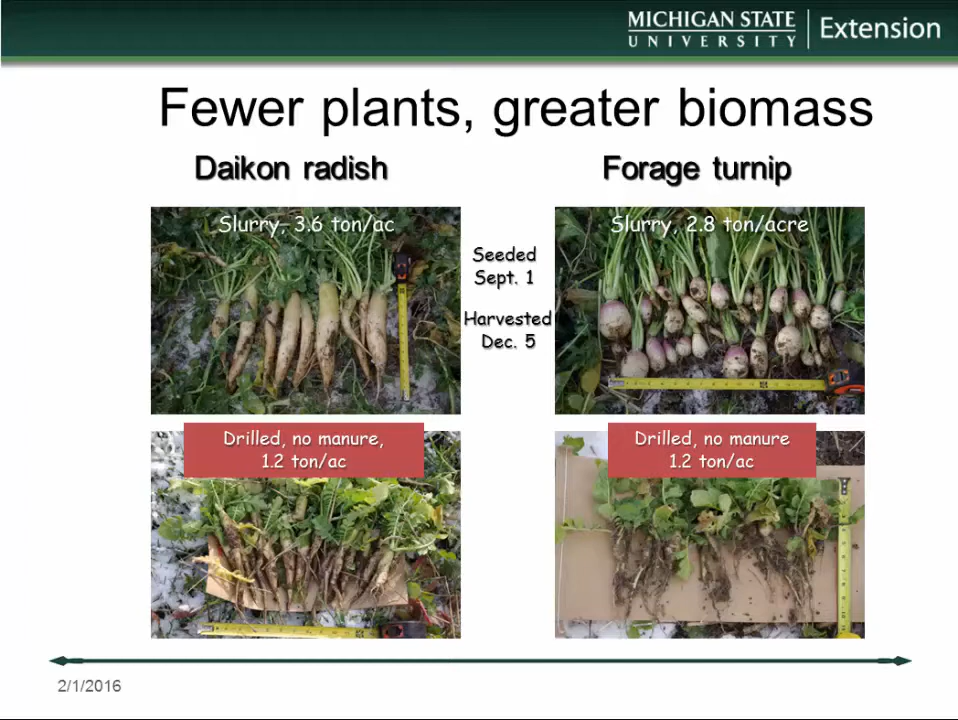 MICHIGAN STATE
UNIVERSITY
Extension
Fewer plants, greater biomass
Daikon radish
Forage turnip
Slurry, 3.6 ton/ac
Seeded
Sept. 1
Harvested
Dec. 5
Slurry, 2.8 ton/acre
Drilled, no manure,
1.2 ton/ac
Drilled, no manure
1.2 ton/ac
2/1/2016